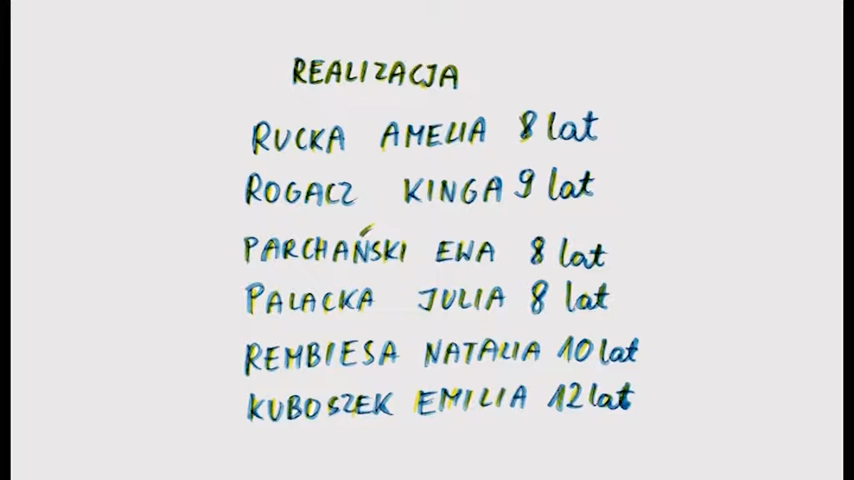 REALIZACJA
RUCKA AMELIA 8 lat
ROGACZ KINGA 9 lat
PARCHAŃSKI EWA 8 lat
PALACKA JULIA 8 lat
REMBIESA NATALIA 10 lat
KUBOSZEK EMILIA 12 lat